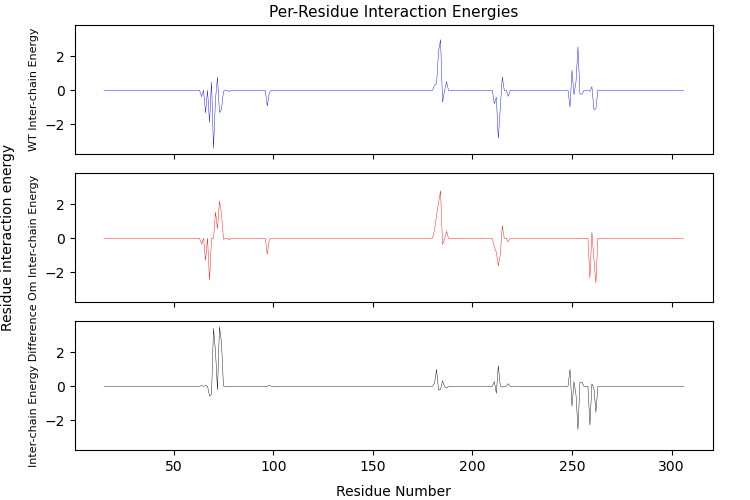 Per-Residue Interaction Energies
Residue interaction energy
WT Inter-chain Energy
2
0
−2
Om Inter-chain Energy
2
0
−2
Inter-chain Energy Difference
2
0
−2
50
100
150
200
250
300
Residue Number